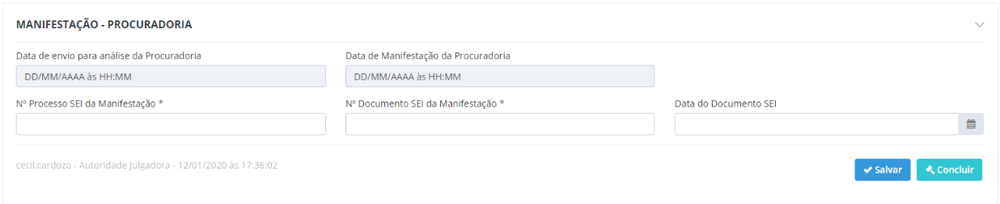 MANIFESTAÇÃO - PROCURADORIA
Data de envio para análise da Procuradoria
Data de Manifestação da Procuradoria
DD/MM/AAAA às HH:MM
DD/MM/AAAA às HH:MM
Nº Processo SEI da Manifestação *
Nº Documento SEI da Manifestação *
Data do Documento SEI
cecil.cardozo - Autoridade Julgadora - 12/01/2020 às 17:36:02
Salvar
Concluir